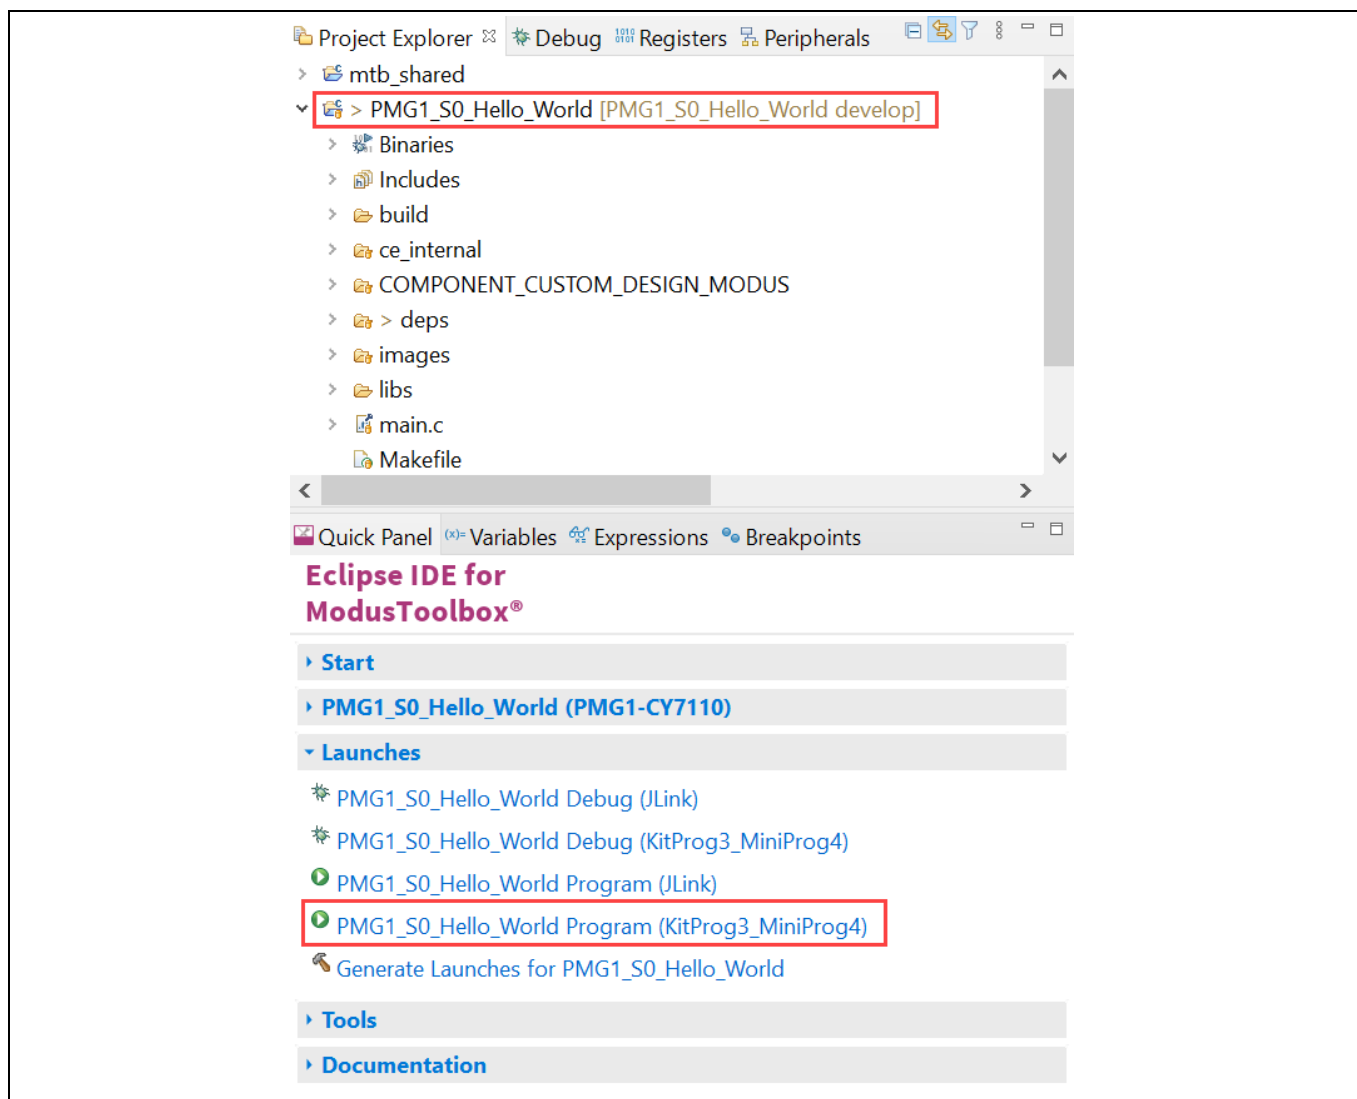 Project Explorer Debug Registers Peripherals
mtb_shared
> PMG1_S0_Hello_World [PMG1_S0_Hello_World develop]
Binaries
Includes
build
ce_internal
COMPONENT_CUSTOM_DESIGN_MODUS
> deps
images
libs
main.c
Makefile
Quick Panel (x)= Variables Expressions Breakpoints
Eclipse IDE for
ModusToolbox®
Start
PMG1_S0_Hello_World (PMG1-CY7110)
Launches
PMG1_S0_Hello_World Debug (JLink)
PMG1_S0_Hello_World Debug (KitProg3_MiniProg4)
PMG1_S0_Hello_World Program (JLink)
PMG1_S0_Hello_World Program (KitProg3_MiniProg4)
Generate Launches for PMG1_S0_Hello_World
Tools
Documentation